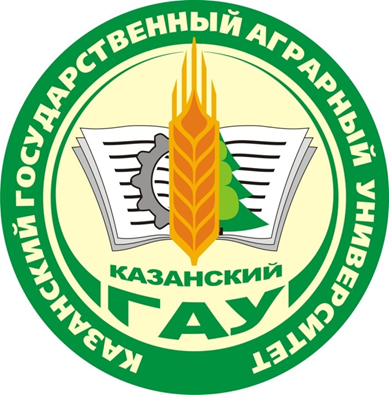 КАЗАНСКИЙ ГОСУДАРСТВЕННЫЙ АГРАРНЫЙ УНИВЕРСИТЕТ
КАЗАНСКИЙ
ГАУ